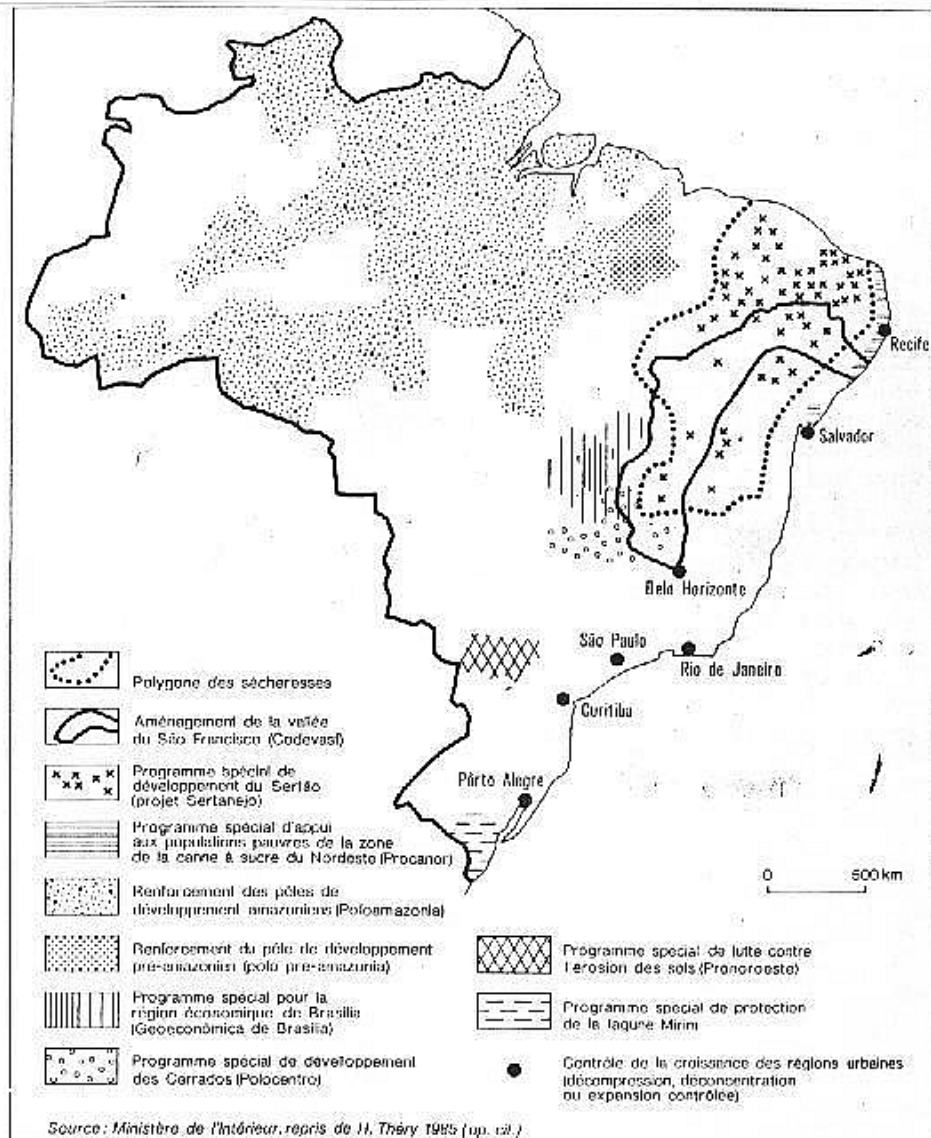 Recife
Salvador
Belo Horizonte
São Paulo
Rio de Janeiro
Curitiba
Pôrto Alegre
0 500 km
Polygone des sécheresses
Aménagement de la vallée
du São Francisco (Codevasf)
Programme spécial de
développement du Sertão
(projet Sertanejo)
Programme spécial d'appui
aux populations pauvres de la zone
de la canne à sucre du Nordeste (Procanor)
Renforcement des pôles de
développement amazoniens (Poloamazonia)
Renforcement du pôle de développement
pré-amazonien (polo pré-amazonia)
Programme spécial pour la
région économique de Brasilia
(Geoeconômica de Brasilia)
Programme spécial de développement
des Cerrados (Polocentro)
Programme spécial de lutte contre
l'erosion des sols (Pronoroeste)
Programme spécial de protection
de la lagune Mirim
Contrôle de la croissance des régions urbaines
(décompression, déconcentration
ou expansion contrôlée)
Source : Ministère de l'Intérieur, repris de H. Théry 1985 (op. cit.)